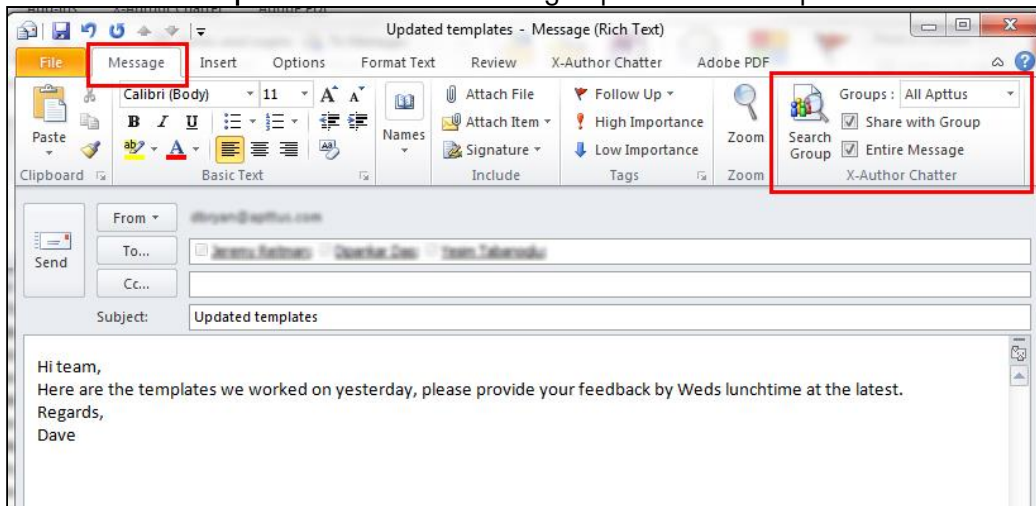 Updated templates - Message (Rich Text)
File Message Insert Options Format Text Review X-Author Chatter Adobe PDF
Paste
Clipboard
Calibri (Body) 11 A A
B I U
ab A Aa
Basic Text
Names
Attach File
Attach Item
Signature
Include
Follow Up
High Importance
Low Importance
Tags
Zoom
Zoom
Search Group
Groups : All Apttus
Share with Group
Entire Message
X-Author Chatter
Send
From
To...
Cc...
Subject: Updated templates
Hi team,
Here are the templates we worked on yesterday, please provide your feedback by Weds lunchtime at the latest.
Regards,
Dave